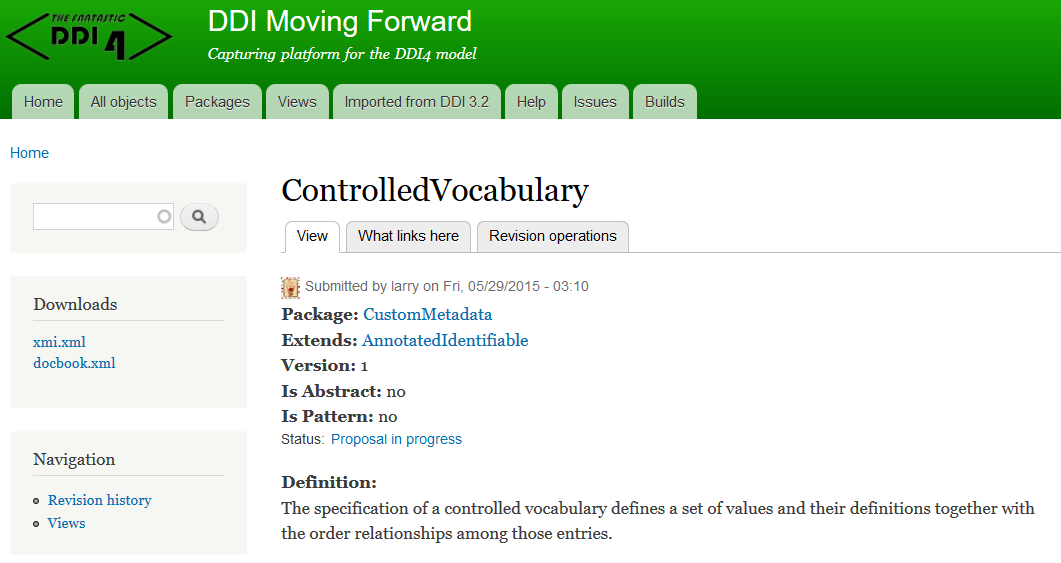 THE FANTASTIC
DDI 4
DDI Moving Forward
Capturing platform for the DDI4 model
Home
All objects
Packages
Views
Imported from DDI 3.2
Help
Issues
Builds
Home
ControlledVocabulary
View
What links here
Revision operations
Submitted by larry on Fri, 05/29/2015 - 03:10
Package: CustomMetadata
Extends: AnnotatedIdentifiable
Version: 1
Is Abstract: no
Is Pattern: no
Status: Proposal in progress
Definition:
The specification of a controlled vocabulary defines a set of values and their definitions together with
the order relationships among those entries.
Downloads
xmi.xml
docbook.xml
Navigation
Revision history
Views